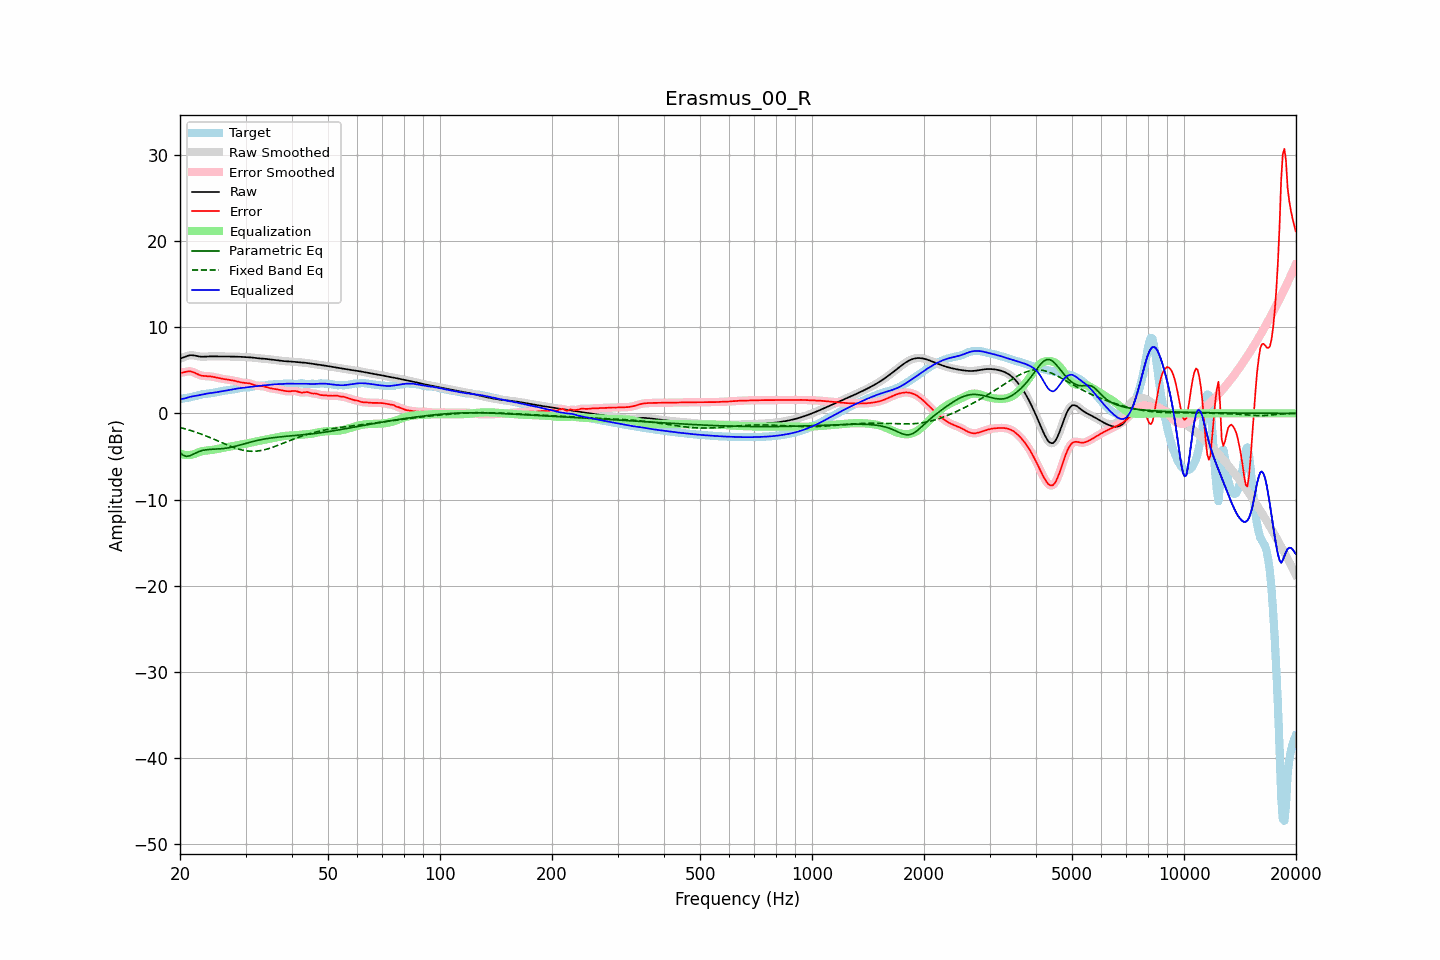 Erasmus_00_R
Target
Raw Smoothed
Error Smoothed
Raw
Error
Equalization
Parametric Eq
Fixed Band Eq
Equalized
30
20
10
0
−10
−20
−30
−40
−50
Amplitude (dBr)
20 50 100 200 500 1000 2000 5000 10000 20000
Frequency (Hz)